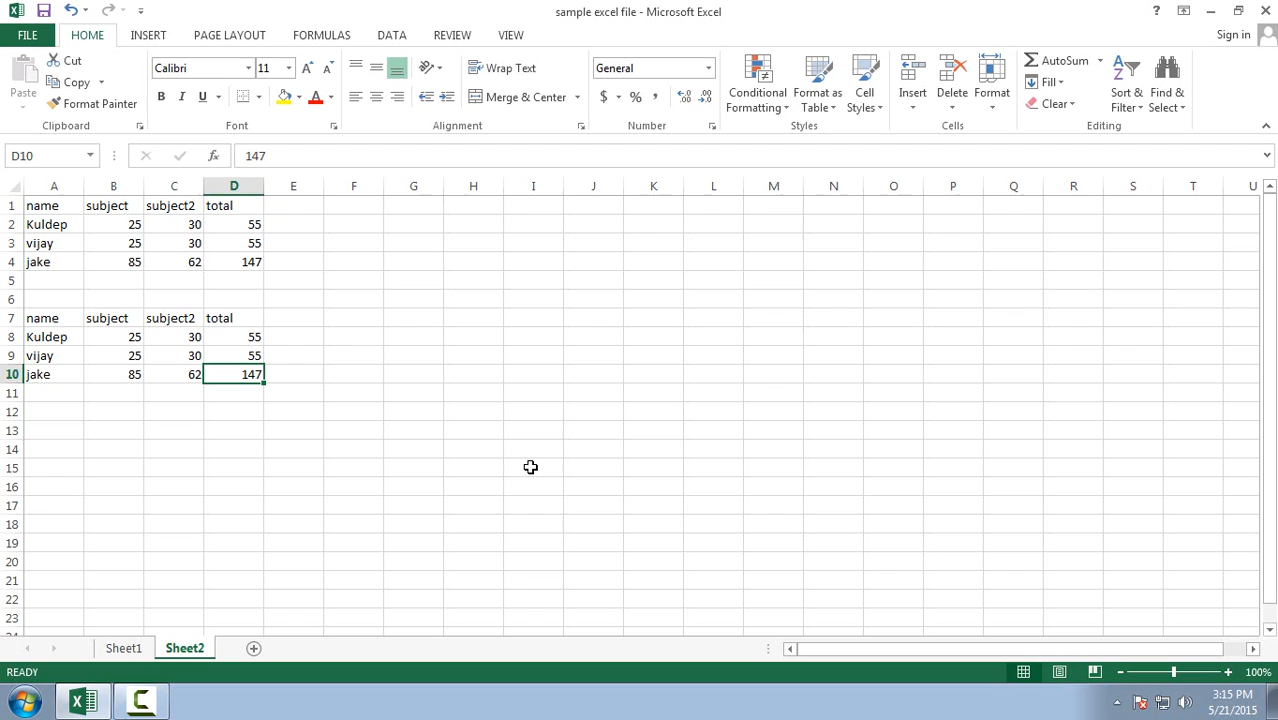 sample excel file - Microsoft Excel
?
FILE HOME INSERT PAGE LAYOUT FORMULAS DATA REVIEW VIEW Sign in
Paste
Cut
Copy
Format Painter
Clipboard
Calibri 11
B I U A
Font
Wrap Text
Merge & Center
Alignment
General
$ % ,
Number
Conditional Formatting
Format as Table
Cell Styles
Styles
Insert Delete Format
Cells
AutoSum
Fill
Clear
Sort & Filter
Find & Select
Editing
D10 fx 147
A B C D E F G H I J K L M N O P Q R S T U
1 name subject subject2 total
2 Kuldep 25 30 55
3 vijay 25 30 55
4 jake 85 62 147
5
6
7 name subject subject2 total
8 Kuldep 25 30 55
9 vijay 25 30 55
10 jake 85 62 147
11
12
13
14
15
16
17
18
19
20
21
22
23
24
Sheet1 Sheet2
READY 100%
3:15 PM
5/21/2015